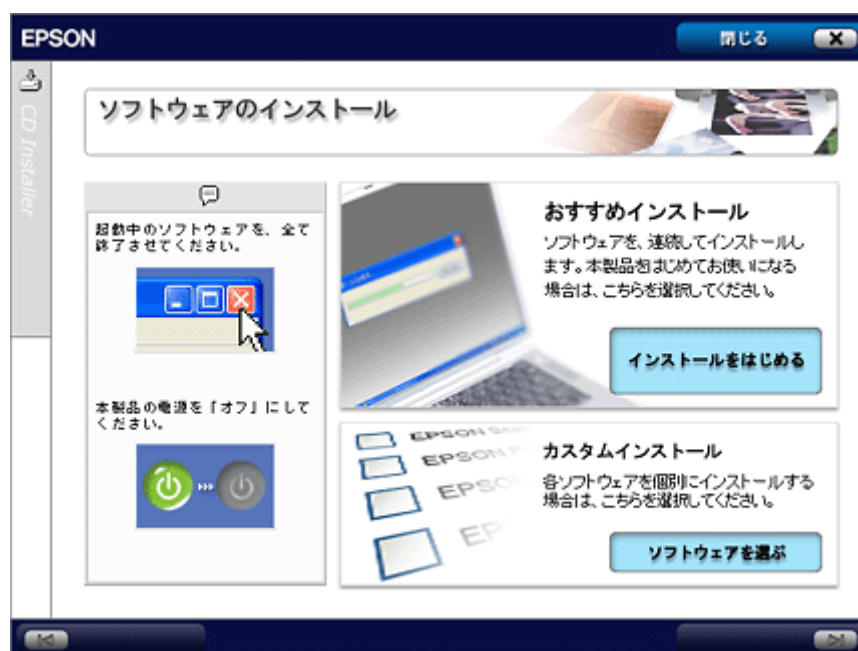 EPSON
閉じる
CD Installer
ソフトウェアのインストール
起動中のソフトウェアを、全て
終了させてください。
本製品の電源を「オフ」にして
ください。
おすすめインストール
ソフトウェアを、連続してインストールし
ます。本製品をはじめてお使いになる
場合は、こちらを選択してください。
インストールをはじめる
EPSON
EPSON
EPSO
EP
カスタムインストール
各ソフトウェアを個別にインストールする
場合は、こちらを選択してください。
ソフトウェアを選ぶ